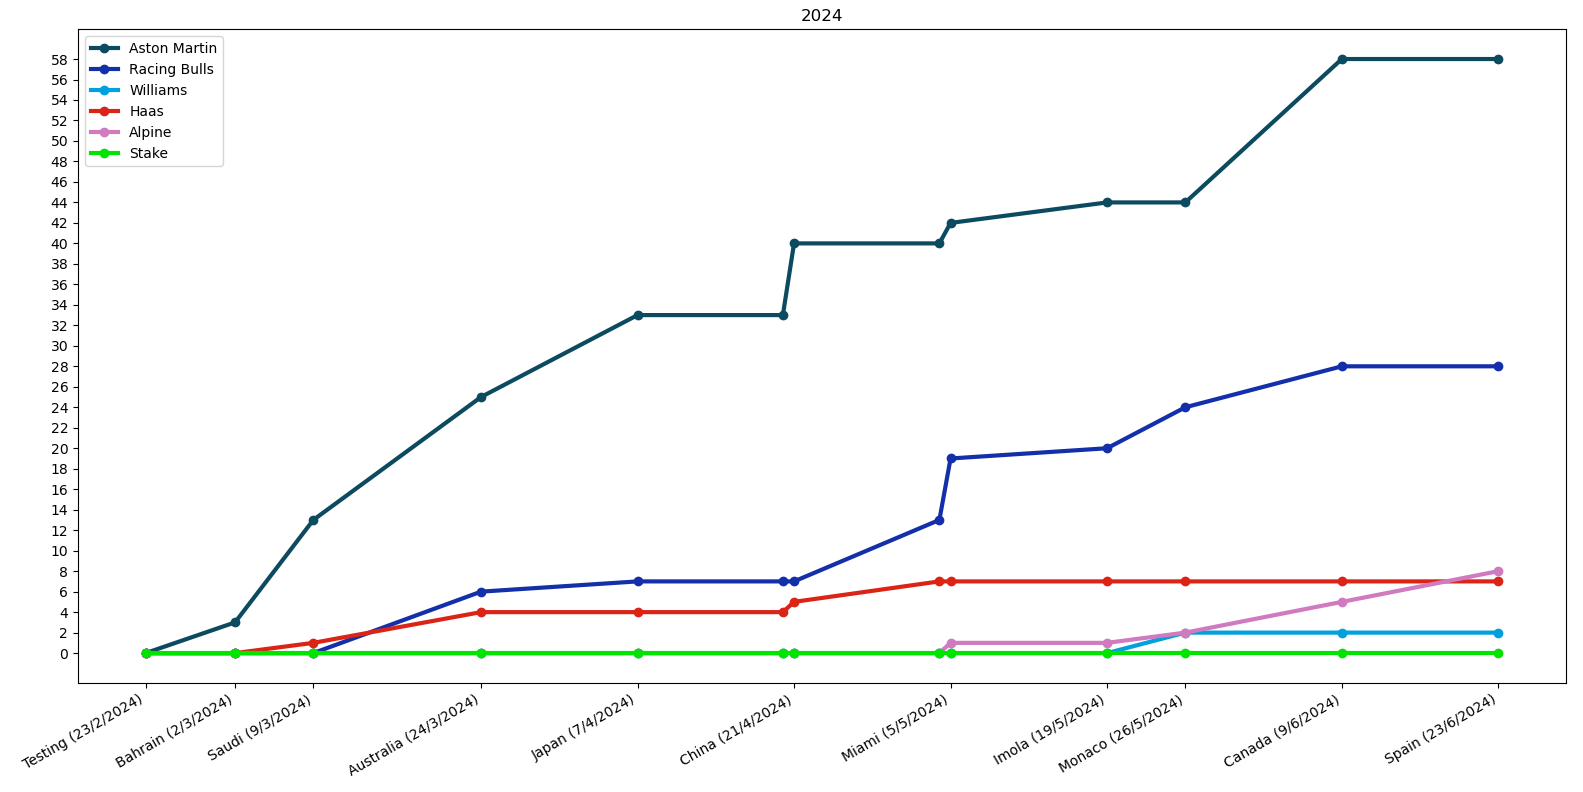 2024
Aston Martin
Racing Bulls
Williams
Haas
Alpine
Stake
58
56
54
52
50
48
46
44
42
40
38
36
34
32
30
28
26
24
22
20
18
16
14
12
10
8
6
4
2
0
Testing (23/2/2024)
Bahrain (2/3/2024)
Saudi (9/3/2024)
Australia (24/3/2024)
Japan (7/4/2024)
China (21/4/2024)
Miami (5/5/2024)
Imola (19/5/2024)
Monaco (26/5/2024)
Canada (9/6/2024)
Spain (23/6/2024)